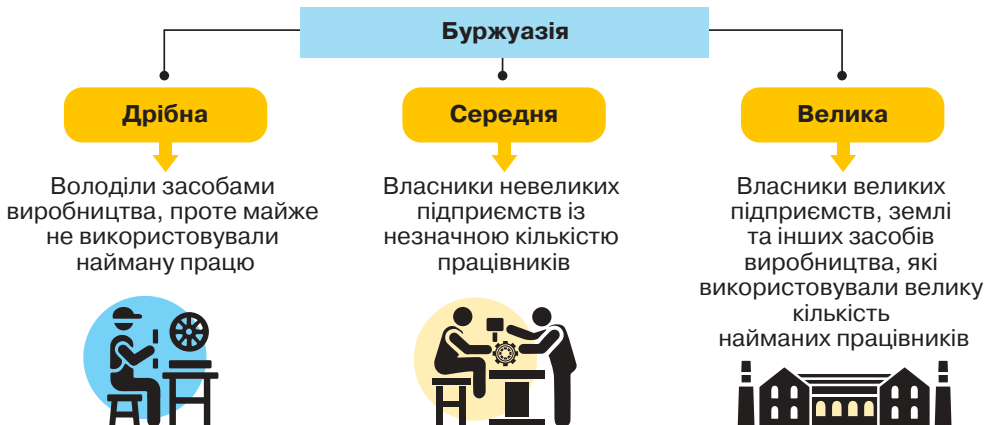 Буржуазія
Дрібна
Володіли засобами
виробництва, проте майже
не використовували
найману працю
Середня
Власники невеликих
підприємств із
незначною кількістю
працівників
Велика
Власники великих
підприємств, землі
та інших засобів
виробництва, які
використовували велику
кількість
найманих працівників